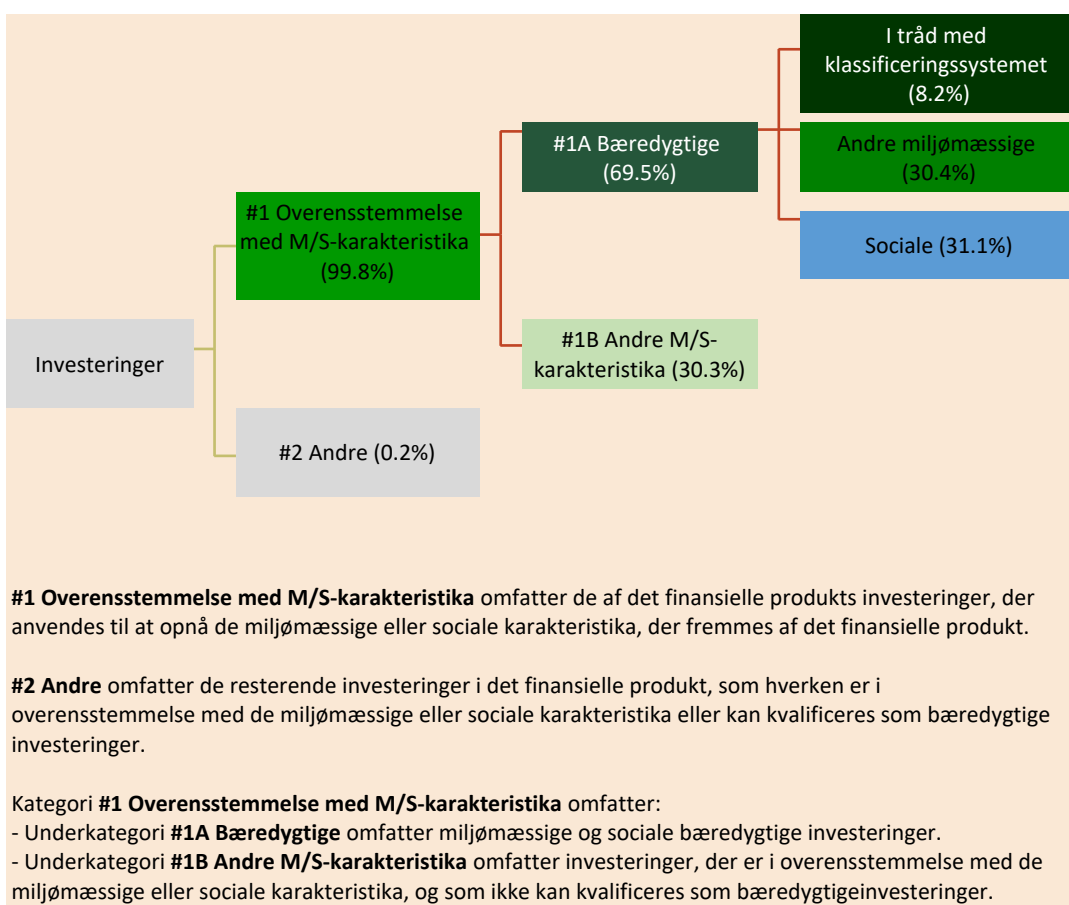 I tråd med
klassificeringssystemet
(8.2%)
#1A Bæredygtige
(69.5%)
Andre miljømæssige
(30.4%)
#1 Overensstemmelse
med M/S-karakteristika
(99.8%)
Sociale (31.1%)
Investeringer
#1B Andre M/S-
karakteristika (30.3%)
#2 Andre (0.2%)
#1 Overensstemmelse med M/S-karakteristika omfatter de af det finansielle produkts investeringer, der
anvendes til at opnå de miljømæssige eller sociale karakteristika, der fremmes af det finansielle produkt.
#2 Andre omfatter de resterende investeringer i det finansielle produkt, som hverken er i
overensstemmelse med de miljømæssige eller sociale karakteristika eller kan kvalificeres som bæredygtige
investeringer.
Kategori #1 Overensstemmelse med M/S-karakteristika omfatter:
- Underkategori #1A Bæredygtige omfatter miljømæssige og sociale bæredygtige investeringer.
- Underkategori #1B Andre M/S-karakteristika omfatter investeringer, der er i overensstemmelse med de
miljømæssige eller sociale karakteristika, og som ikke kan kvalificeres som bæredygtigeinvesteringer.